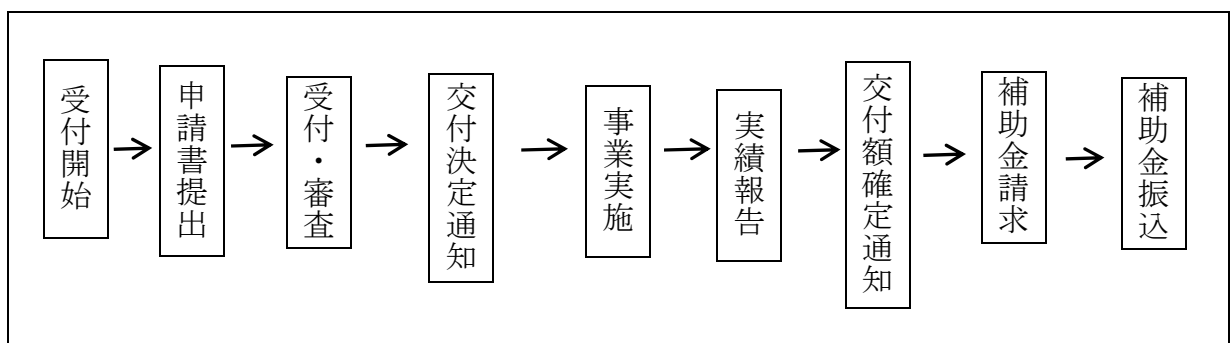 受付開始
申請書提出
受付・審査
交付決定通知
事業実施
実績報告
交付額確定通知
補助金請求
補助金振込